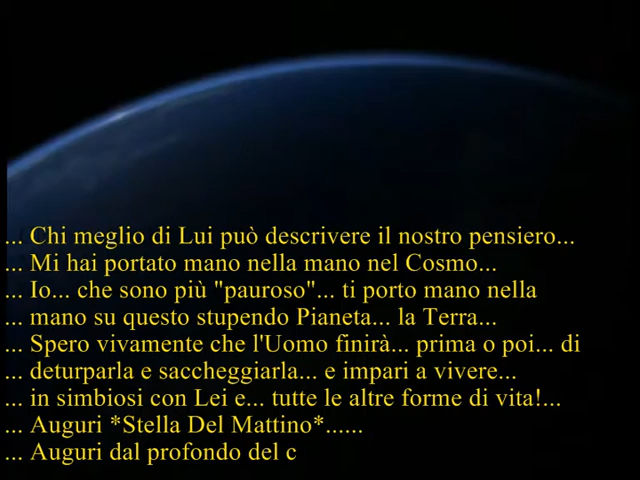 ... Chi meglio di Lui può descrivere il nostro pensiero...
... Mi hai portato mano nella mano nel Cosmo...
... Io... che sono più "pauroso"... ti porto mano nella
... mano su questo stupendo Pianeta... la Terra...
... Spero vivamente che l'Uomo finirà... prima o poi... di
... deturparla e saccheggiarla... e impari a vivere...
... in simbiosi con Lei e... tutte le altre forme di vita!...
... Auguri *Stella Del Mattino*......
... Auguri dal profondo del c